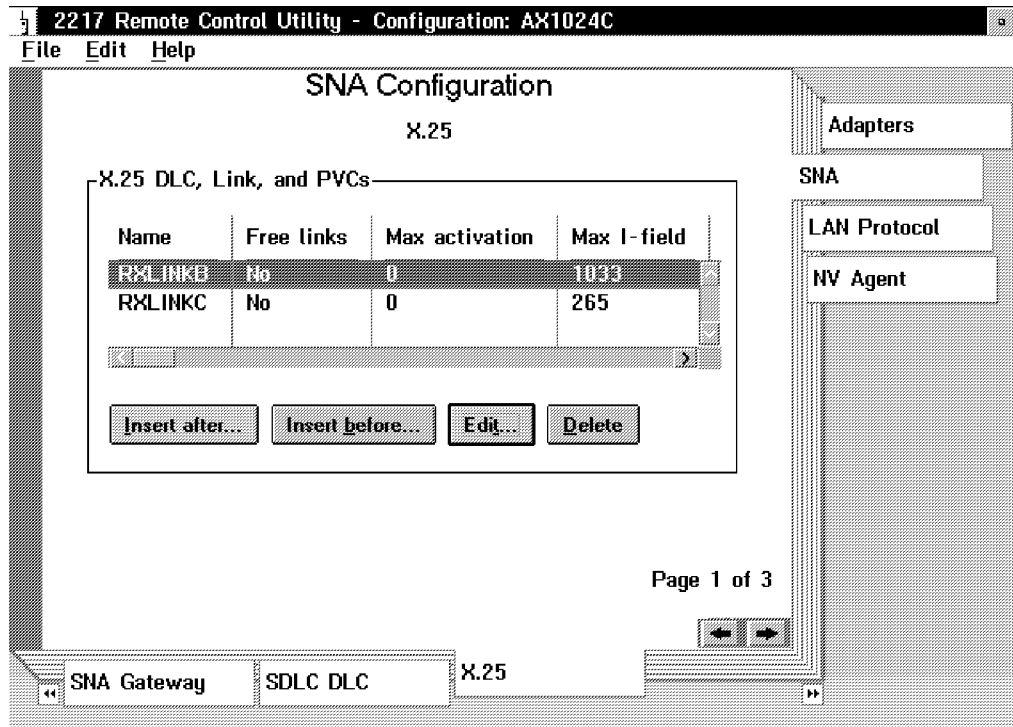 2217 Remote Control Utility - Configuration: AX1024C
File Edit Help
SNA Configuration
X.25
Adapters
SNA
LAN Protocol
NV Agent
X.25 DLC, Link, and PVCs
Name Free links Max activation Max I-field
RXLINKB No 0 1033
RXLINKC No 0 265
Insert after... Insert before... Edit... Delete
Page 1 of 3
SNA Gateway SDLC DLC X.25